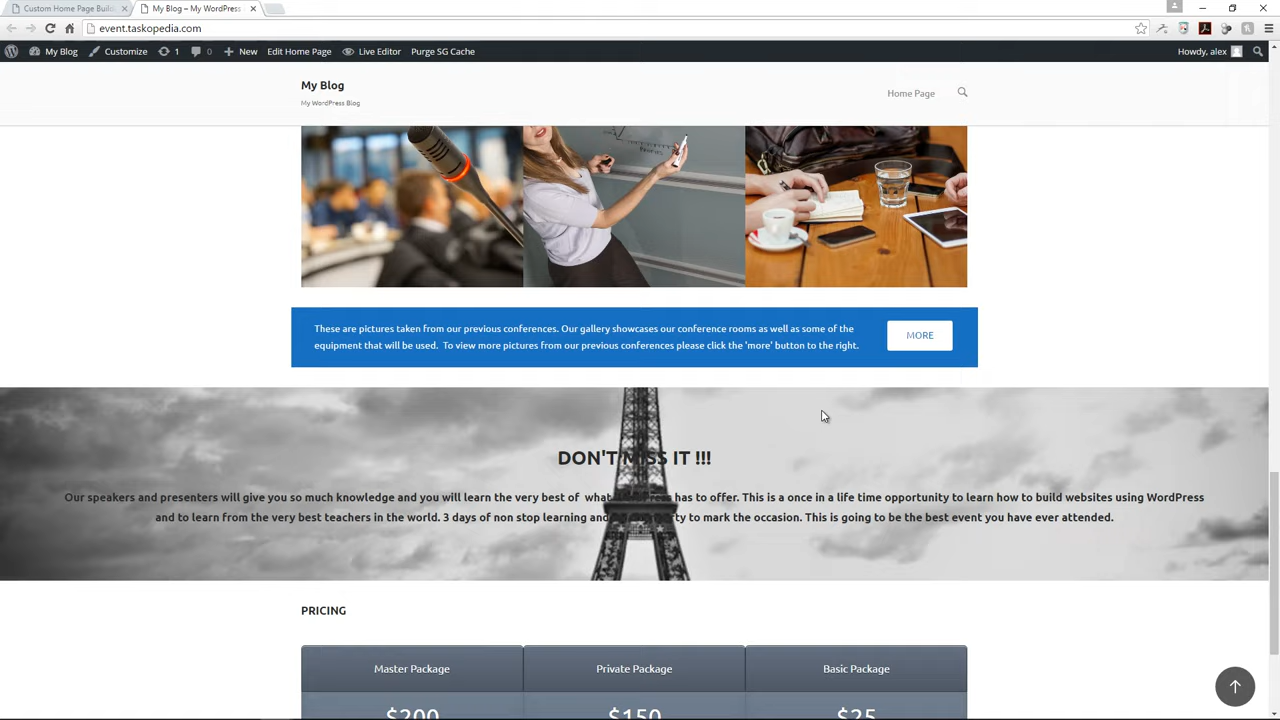 Custom Home Page Build
My Blog – My WordPress
event.taskopedia.com
My Blog Customize 1 0 New Edit Home Page Live Editor Purge SG Cache Howdy, alex
My Blog
My WordPress Blog
Home Page
These are pictures taken from our previous conferences. Our gallery showcases our conference rooms as well as some of the
equipment that will be used. To view more pictures from our previous conferences please click the 'more' button to the right.
MORE
DON'T MISS IT !!!
Our speakers and presenters will give you so much knowledge and you will learn the very best of what WordPress has to offer. This is a once in a life time opportunity to learn how to build websites using WordPress
and to learn from the very best teachers in the world. 3 days of non stop learning and party to mark the occasion. This is going to be the best event you have ever attended.
PRICING
Master Package Private Package Basic Package
$200 $150 $25